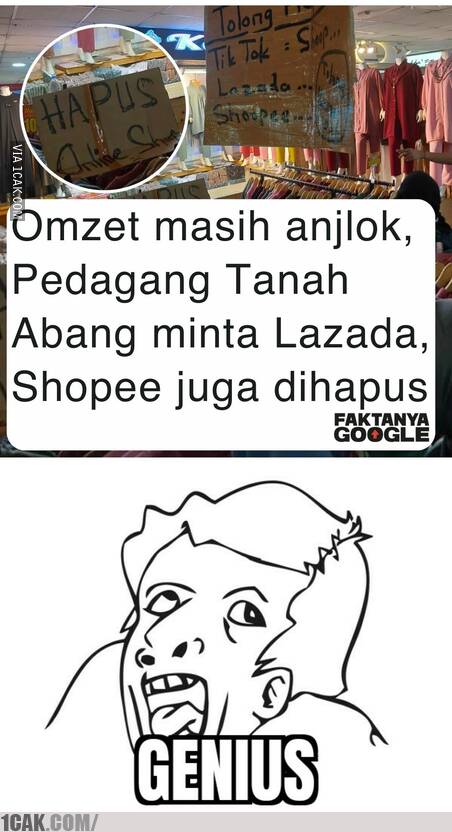 Tolong
Tik Tok = Shop...
Lazada...
Shoopee...
HAPUS
Online Shop
VIA 1CAK.COM
Omzet masih anjlok,
Pedagang Tanah
Abang minta Lazada,
Shopee juga dihapus
FAKTANYA
GOOGLE
GENIUS
1CAK.COM/